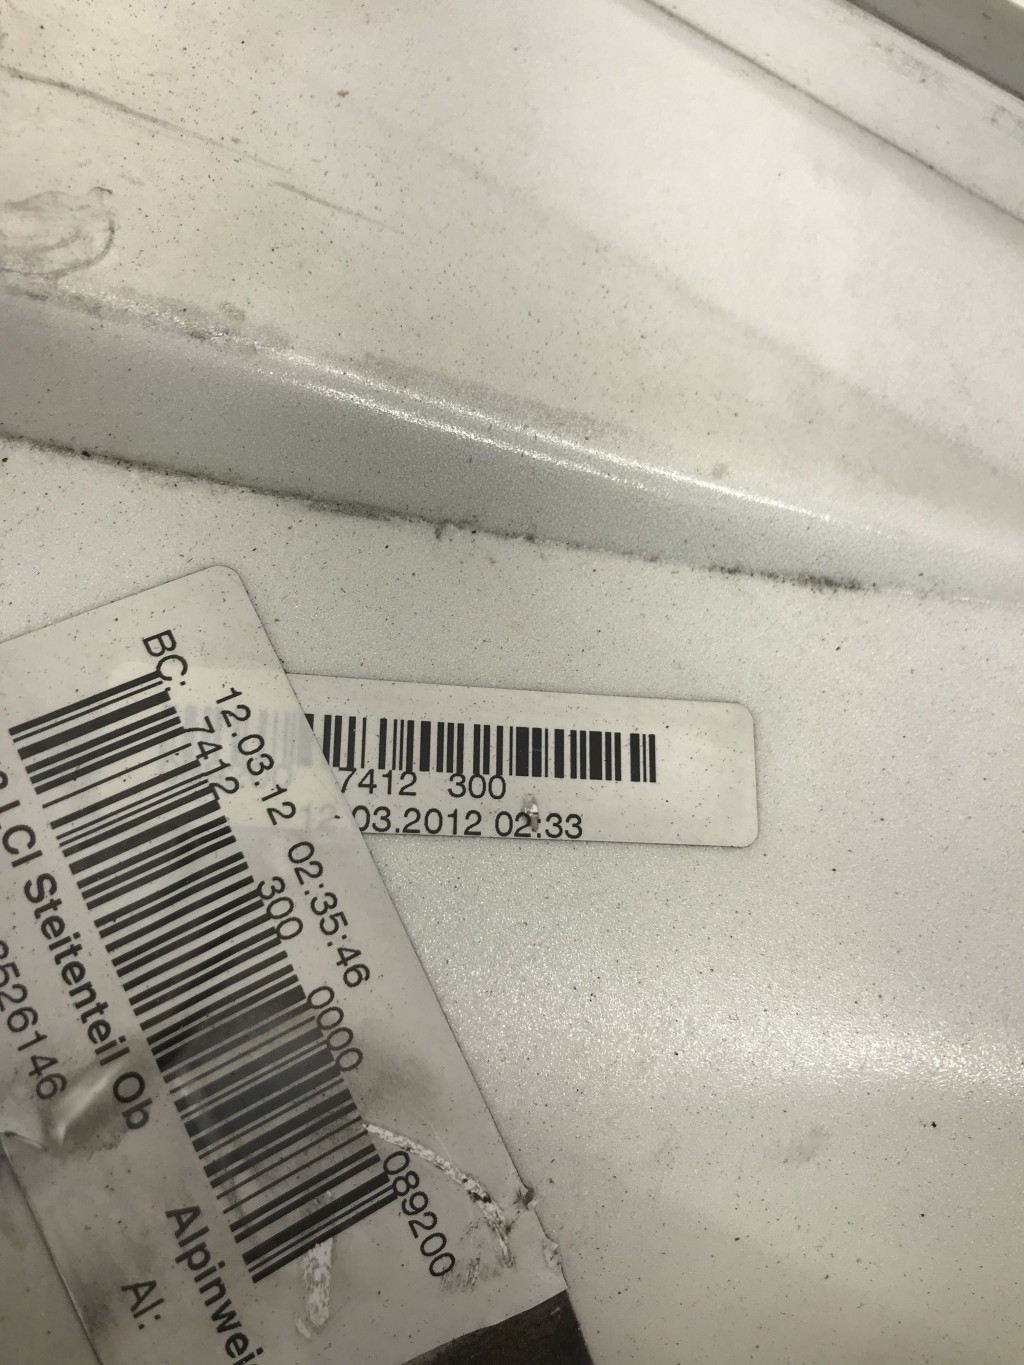 BC: 12.03.12 02:35:46
7412 300 0000 089200
LCI Steitenteil Ob
526146 Alpinwei
Al:
7412 300
12.03.2012 02:33